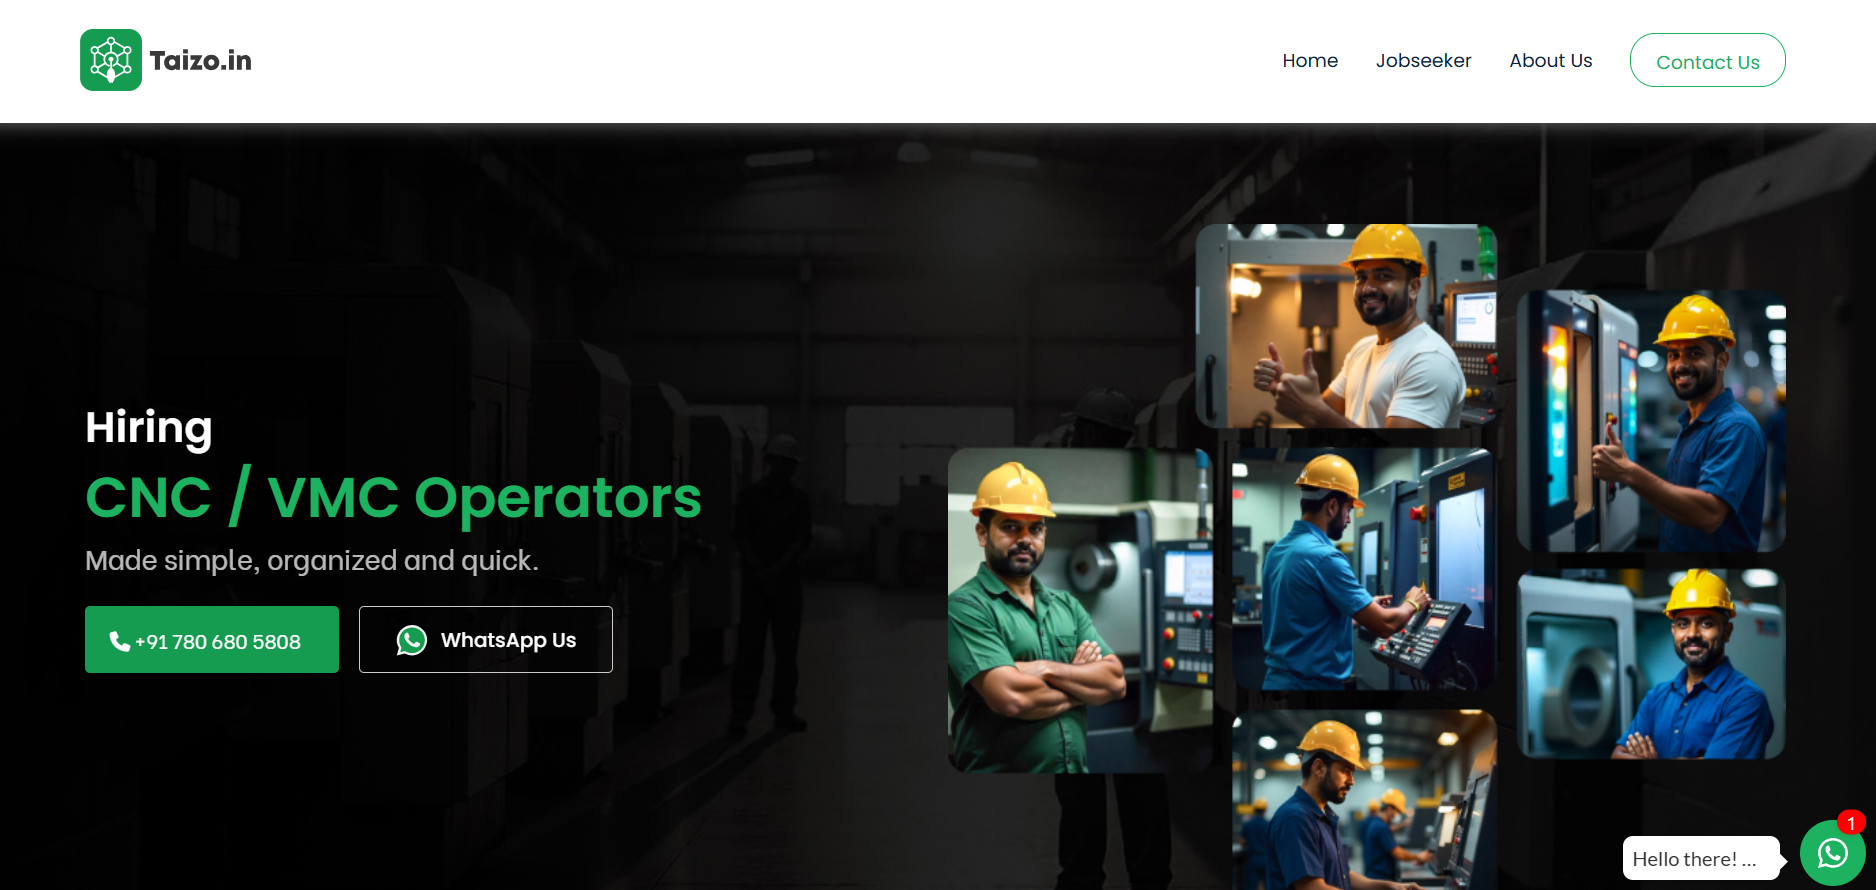 Taizo.in
Home
Jobseeker
About Us
Contact Us
Hiring
CNC / VMC Operators
Made simple, organized and quick.
+91 780 680 5808
WhatsApp Us
Hello there! ...
1